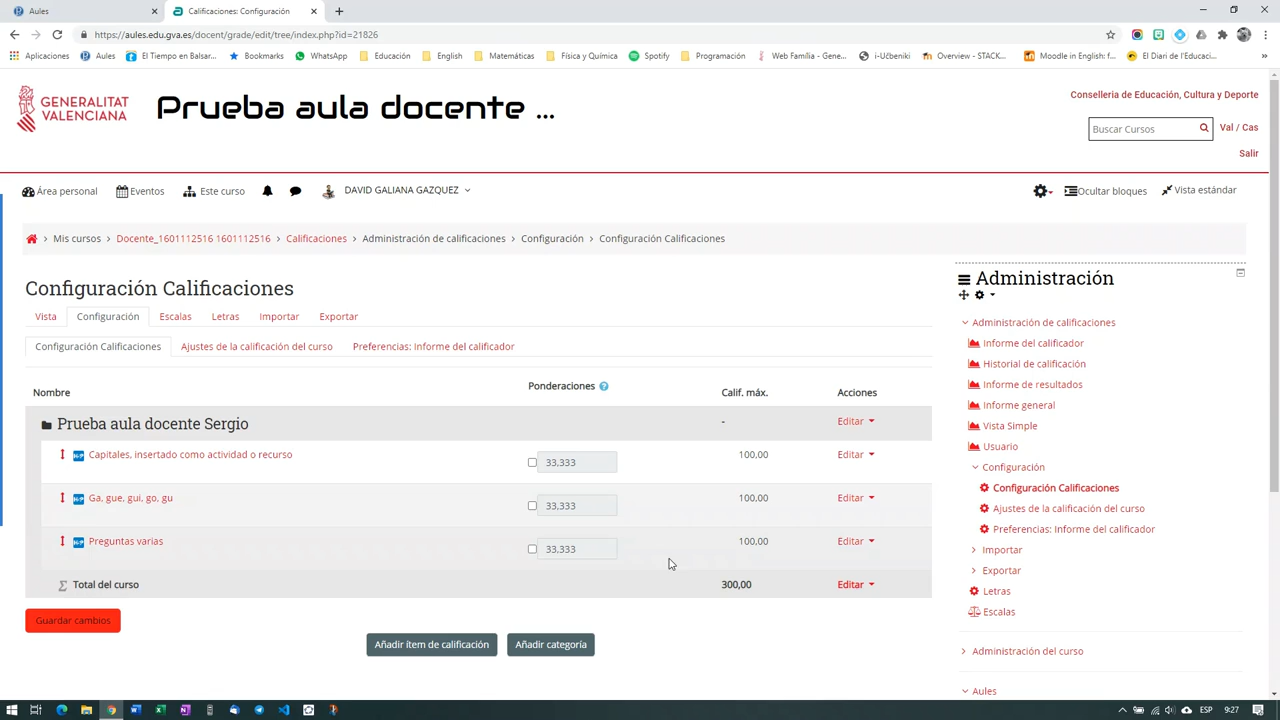 Aules
Calificaciones: Configuración
https://aules.edu.gva.es/docent/grade/edit/tree/index.php?id=21826
Aplicaciones
Aules
El Tiempo en Balsar...
Bookmarks
WhatsApp
Educación
English
Matemáticas
Física y Química
Spotify
Programación
Web Família - Gene...
i-Učbeniki
Overview - STACK...
Moodle in English: f...
El Diari de l'Educaci...
»
GENERALITAT
VALENCIANA
Prueba aula docente ...
Conselleria de Educación, Cultura y Deporte
Buscar Cursos
Val / Cas
Salir
Área personal
Eventos
Este curso
DAVID GALIANA GAZQUEZ
Ocultar bloques
Vista estándar
Mis cursos > Docente_1601112516 1601112516 > Calificaciones > Administración de calificaciones > Configuración > Configuración Calificaciones
Configuración Calificaciones
Vista
Configuración
Escalas
Letras
Importar
Exportar
Configuración Calificaciones
Ajustes de la calificación del curso
Preferencias: Informe del calificador
Nombre
Ponderaciones
Calif. máx.
Acciones
Prueba aula docente Sergio
-
Editar
H-P
Capitales, insertado como actividad o recurso
33,333
100,00
Editar
H-P
Ga, gue, gui, go, gu
33,333
100,00
Editar
H-P
Preguntas varias
33,333
100,00
Editar
Σ Total del curso
300,00
Editar
Guardar cambios
Añadir ítem de calificación
Añadir categoría
Administración
Administración de calificaciones
Informe del calificador
Historial de calificación
Informe de resultados
Informe general
Vista Simple
Usuario
Configuración
Configuración Calificaciones
Ajustes de la calificación del curso
Preferencias: Informe del calificador
Importar
Exportar
Letras
Escalas
Administración del curso
Aules
ESP
9:27